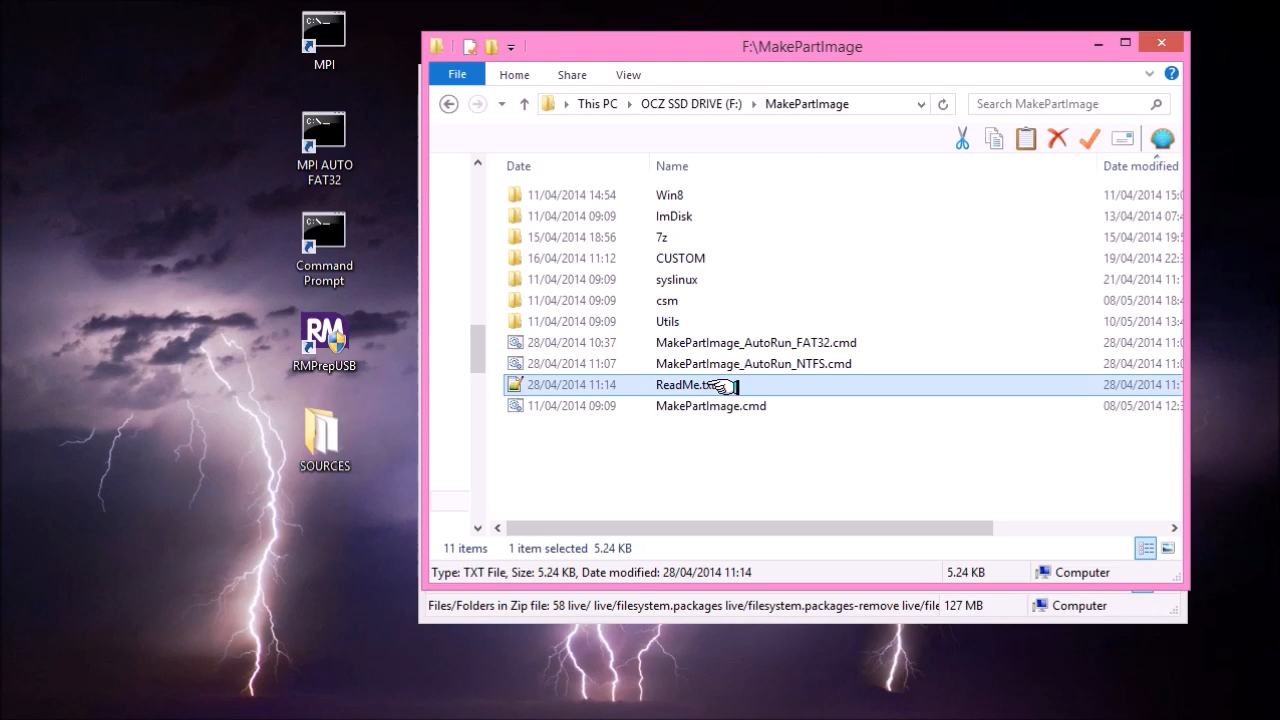 MPI
MPI AUTO
FAT32
Command
Prompt
RM
RMPrepUSB
SOURCES
F:\MakePartImage
File Home Share View
This PC OCZ SSD DRIVE (F:) MakePartImage
Search MakePartImage
Date Name Date modified
11/04/2014 14:54 Win8
11/04/2014 09:09 ImDisk
15/04/2014 18:56 7z
16/04/2014 11:12 CUSTOM
11/04/2014 09:09 syslinux
11/04/2014 09:09 csm
11/04/2014 09:09 Utils
28/04/2014 10:37 MakePartImage_AutoRun_FAT32.cmd
28/04/2014 11:07 MakePartImage_AutoRun_NTFS.cmd
28/04/2014 11:14
11/04/2014 09:09 MakePartImage.cmd
11 items 1 item selected 5.24 KB
Type: TXT File, Size: 5.24 KB, Date modified: 28/04/2014 11:14 5.24 KB Computer
Files/Folders in Zip file: 58 live/ live/filesystem.packages live/filesystem.packages-remove 127 MB Computer